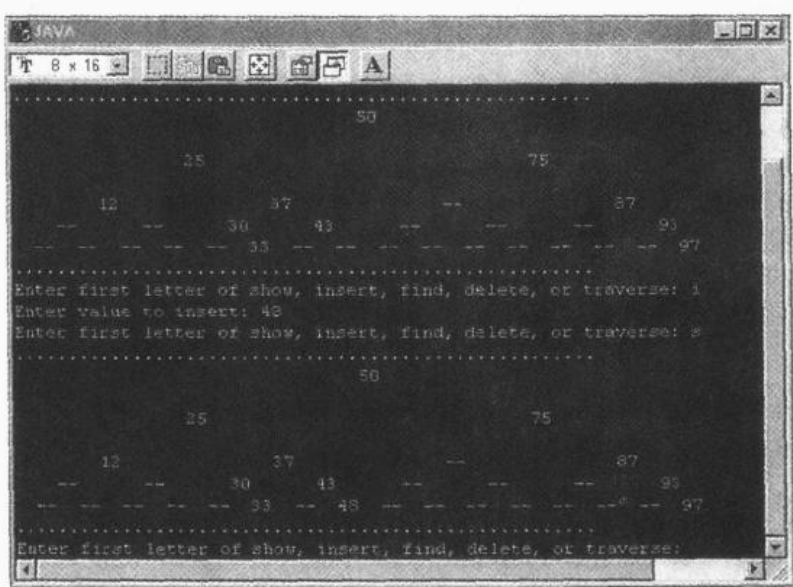 JAVA
8 x 16 A
......................................................
50
25 75
12 37 -- 87
-- -- 30 43 -- -- -- 93
-- -- -- -- -- 33 -- -- -- -- -- -- -- -- -- 97
......................................................
Enter first letter of show, insert, find, delete, or traverse: i
Enter value to insert: 48
Enter first letter of show, insert, find, delete, or traverse: s
......................................................
50
25 75
12 37 -- 87
-- -- 30 43 -- -- -- 93
-- -- -- -- -- 33 -- 48 -- -- -- -- -- -- -- 97
......................................................
Enter first letter of show, insert, find, delete, or traverse: